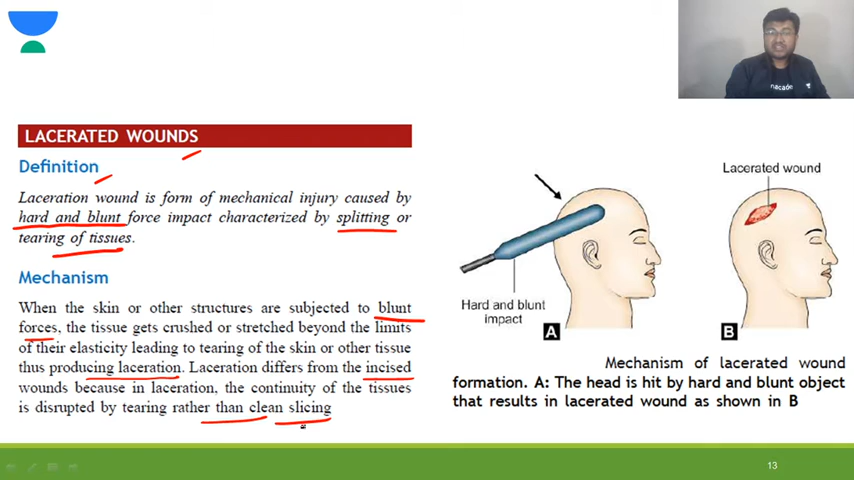 LACERATED WOUNDS
Definition
Laceration wound is form of mechanical injury caused by
hard and blunt force impact characterized by splitting or
tearing of tissues.
Mechanism
When the skin or other structures are subjected to blunt
forces, the tissue gets crushed or stretched beyond the limits
of their elasticity leading to tearing of the skin or other tissue
thus producing laceration. Laceration differs from the incised
wounds because in laceration, the continuity of the tissues
is disrupted by tearing rather than clean slicing
Lacerated wound
Hard and blunt
impact
A
B
Mechanism of lacerated wound
formation. A: The head is hit by hard and blunt object
that results in lacerated wound as shown in B
nacade
13